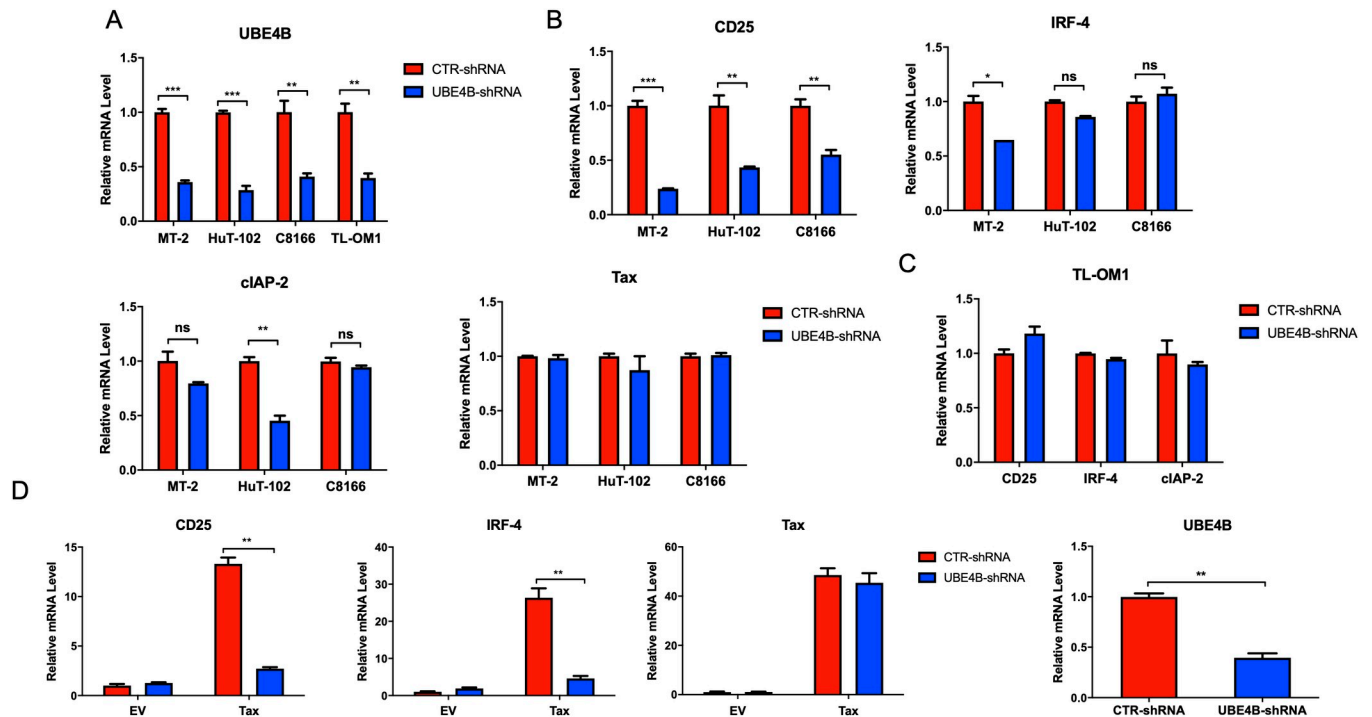 A
UBE4B
Relative mRNA Level
1.5
1.0
0.5
0.0
***
***
**
**
MT-2 HuT-102 C8166 TL-OM1
CTR-shRNA
UBE4B-shRNA
B
CD25
Relative mRNA Level
1.5
1.0
0.5
0.0
***
**
**
MT-2 HuT-102 C8166
IRF-4
Relative mRNA Level
1.5
1.0
0.5
0.0
*
ns
ns
MT-2 HuT-102 C8166
cIAP-2
Relative mRNA Level
1.5
1.0
0.5
0.0
ns
**
ns
MT-2 HuT-102 C8166
Tax
Relative mRNA Level
1.5
1.0
0.5
0.0
MT-2 HuT-102 C8166
CTR-shRNA
UBE4B-shRNA
C
TL-OM1
Relative mRNA Level
1.5
1.0
0.5
0.0
CD25 IRF-4 cIAP-2
CTR-shRNA
UBE4B-shRNA
D
CD25
Relative mRNA Level
15
10
5
0
**
EV Tax
IRF-4
Relative mRNA Level
40
30
20
10
0
**
EV Tax
Tax
Relative mRNA Level
60
40
20
0
EV Tax
CTR-shRNA
UBE4B-shRNA
UBE4B
Relative mRNA Level
1.5
1.0
0.5
0.0
**
CTR-shRNA UBE4B-shRNA